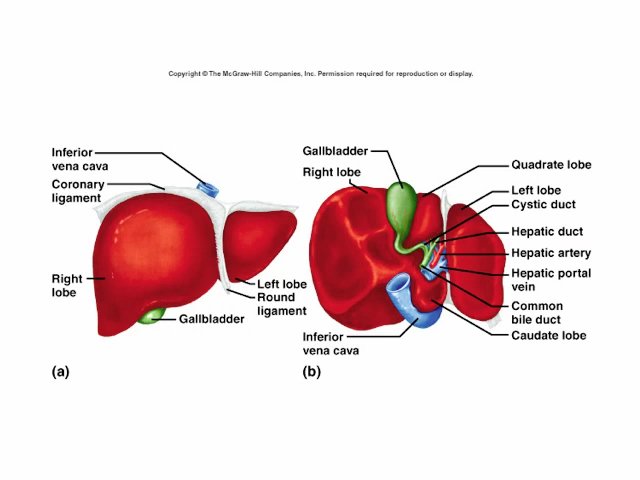 Copyright © The McGraw-Hill Companies, Inc. Permission required for reproduction or display.
Inferior
vena cava
Coronary
ligament
Right
lobe
Left lobe
Round
ligament
Gallbladder
(a)
Gallbladder
Right lobe
Quadrate lobe
Left lobe
Cystic duct
Hepatic duct
Hepatic artery
Hepatic portal
vein
Common
bile duct
Caudate lobe
Inferior
vena cava
(b)